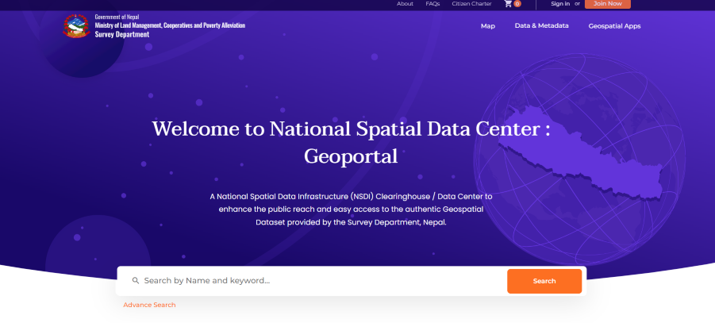 About FAQs Citizen Charter 0 Sign in or Join Now
Government of Nepal
Ministry of Land Management, Cooperatives and Poverty Alleviation
Survey Department
Map Data & Metadata Geospatial Apps
Welcome to National Spatial Data Center :
Geoportal
A National Spatial Data Infrastructure (NSDI) Clearinghouse / Data Center to
enhance the public reach and easy access to the authentic Geospatial
Dataset provided by the Survey Department, Nepal.
Search by Name and keyword... Search
Advance Search